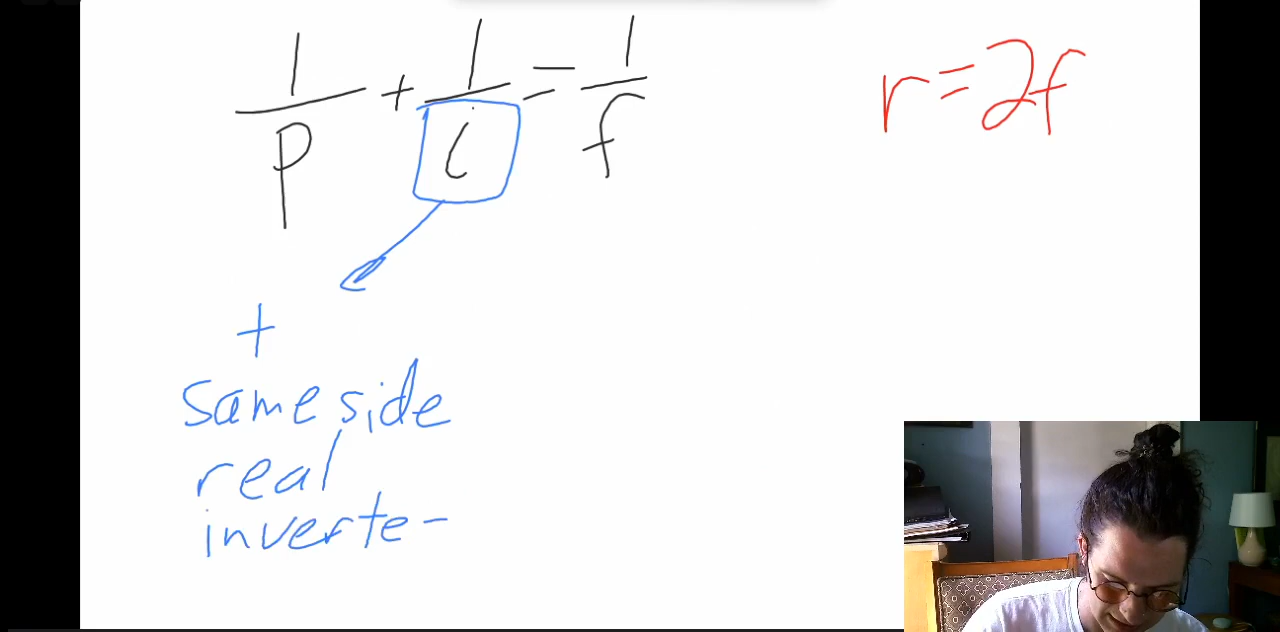 1/p + 1/i = 1/f
r=2f
+
same side
real
inverte-